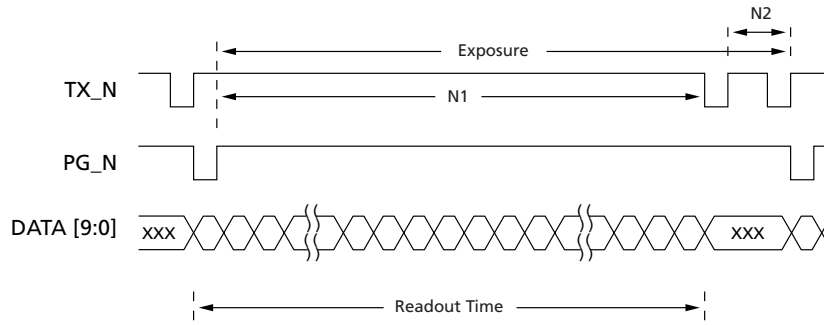 N2
Exposure
TX_N
N1
PG_N
DATA [9:0]
XXX
XXX
Readout Time